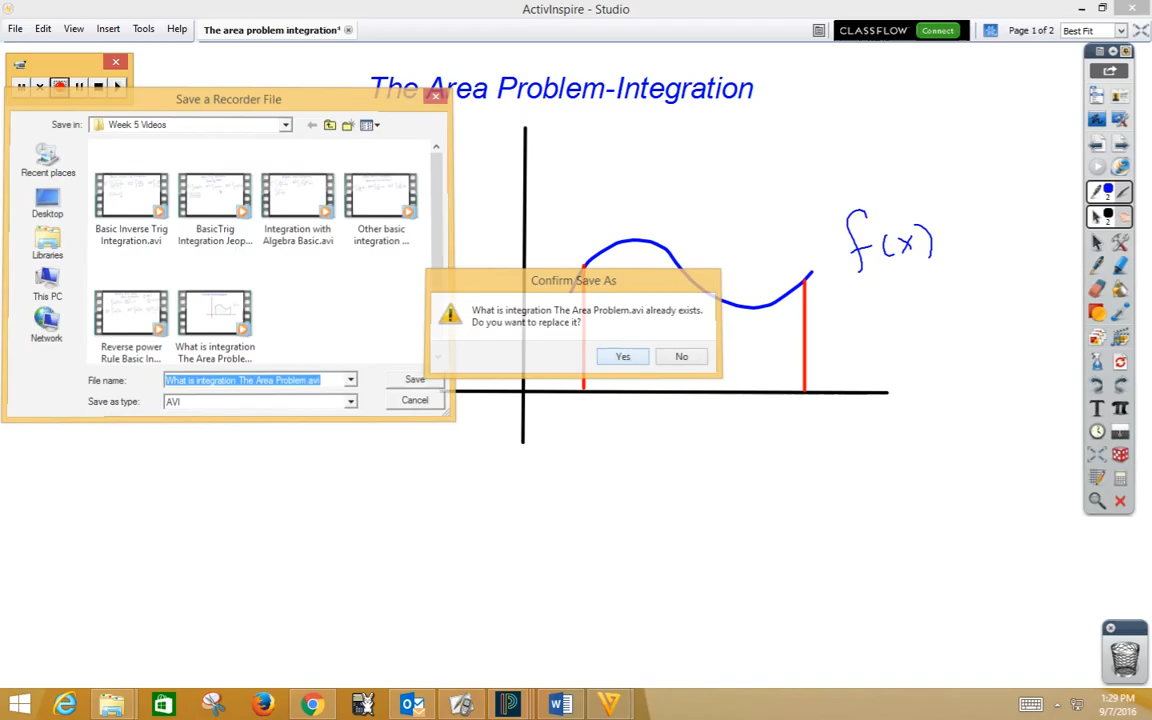 ActivInspire - Studio
File Edit View Insert Tools Help
The area problem integration*
CLASSFLOW Connect
Page 1 of 2
Best Fit
The Area Problem-Integration
Save a Recorder File
Save in: Week 5 Videos
Recent places
Desktop
Libraries
This PC
Network
Basic Inverse Trig Integration.avi
BasicTrig Integration Jeop...
Integration with Algebra Basic.avi
Other basic integration ...
Reverse power Rule Basic In...
What is integration The Area Proble...
File name: What is integration The Area Problem.avi
Save
Save as type: AVI
Cancel
Confirm Save As
What is integration The Area Problem.avi already exists.
Do you want to replace it?
Yes No
f(x)
2
2
1:29 PM
9/7/2016